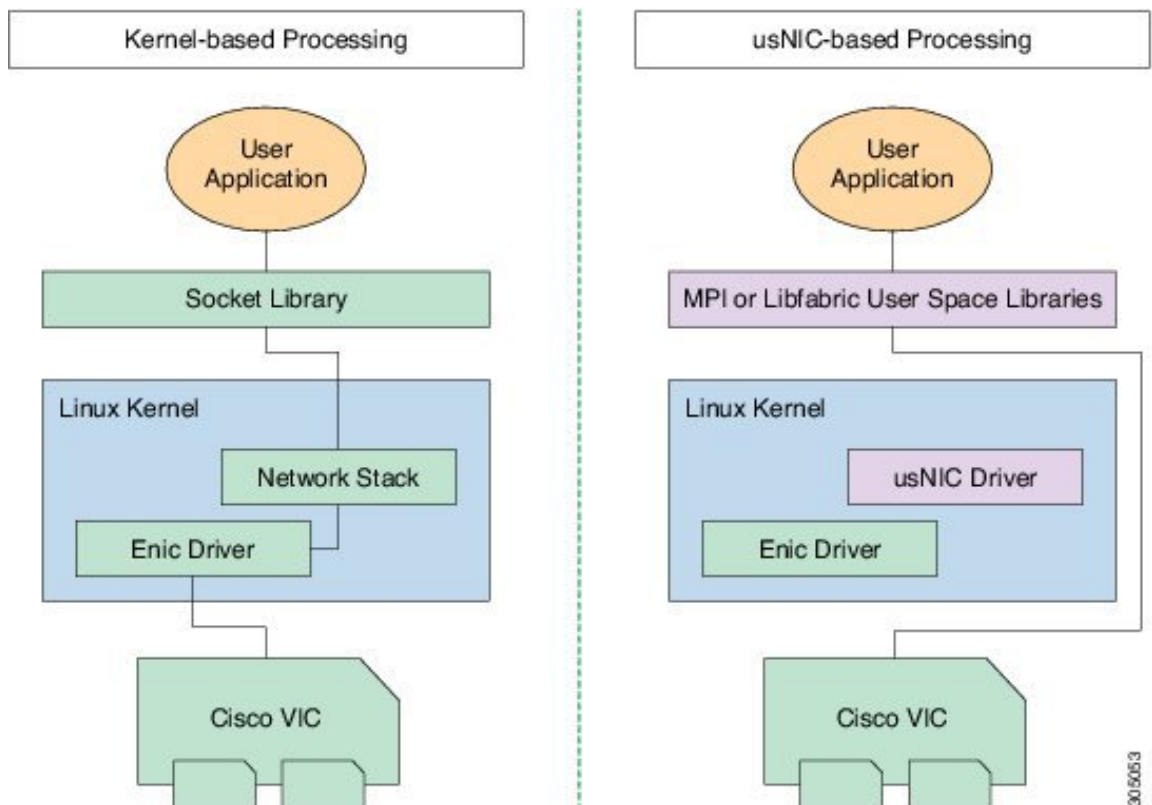 Kernel-based Processing
User
Application
Socket Library
Linux Kernel
Network Stack
Enic Driver
Cisco VIC
usNIC-based Processing
User
Application
MPI or Libfabric User Space Libraries
Linux Kernel
usNIC Driver
Enic Driver
Cisco VIC
305053